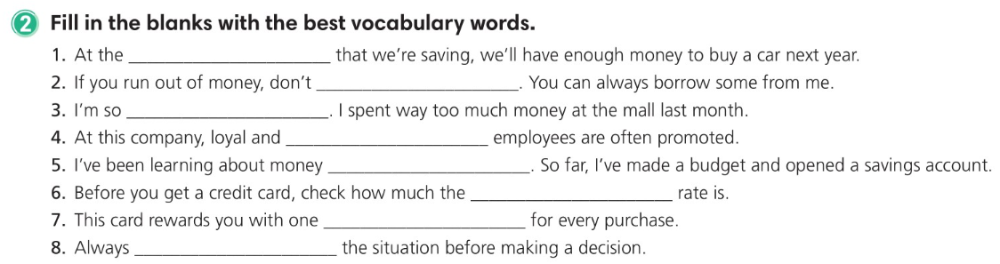 2 Fill in the blanks with the best vocabulary words.
1. At the ______________________ that we're saving, we'll have enough money to buy a car next year.
2. If you run out of money, don't ______________________. You can always borrow some from me.
3. I'm so ______________________. I spent way too much money at the mall last month.
4. At this company, loyal and ______________________ employees are often promoted.
5. I've been learning about money ______________________. So far, I've made a budget and opened a savings account.
6. Before you get a credit card, check how much the ______________________ rate is.
7. This card rewards you with one ______________________ for every purchase.
8. Always ______________________ the situation before making a decision.